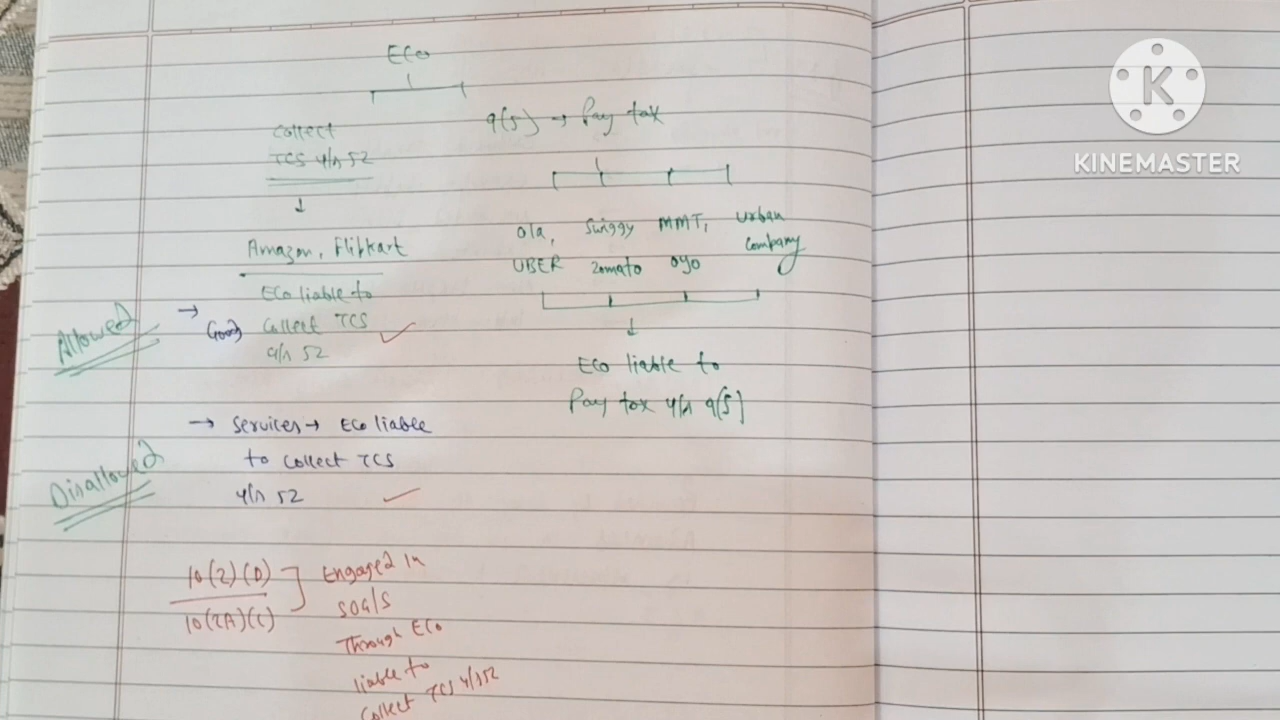 ECO
collect
TCS u/s 52
9(5) → Pay tax
Amazon, Flipkart
Ola,
UBER
Swiggy
zomato
MMT,
oyo
Urban
company
Allowed
→ Good
ECO liable to
collect TCS
u/s 52
ECO liable to
Pay tax u/s 9(5)
Disallowed
→ Services → ECO liable
to collect TCS
u/s 52
10(2)(D)
10(2A)(C)
Engaged in
SOG/S
Through ECO
liable to
collect TCS u/s 52
KINEMASTER